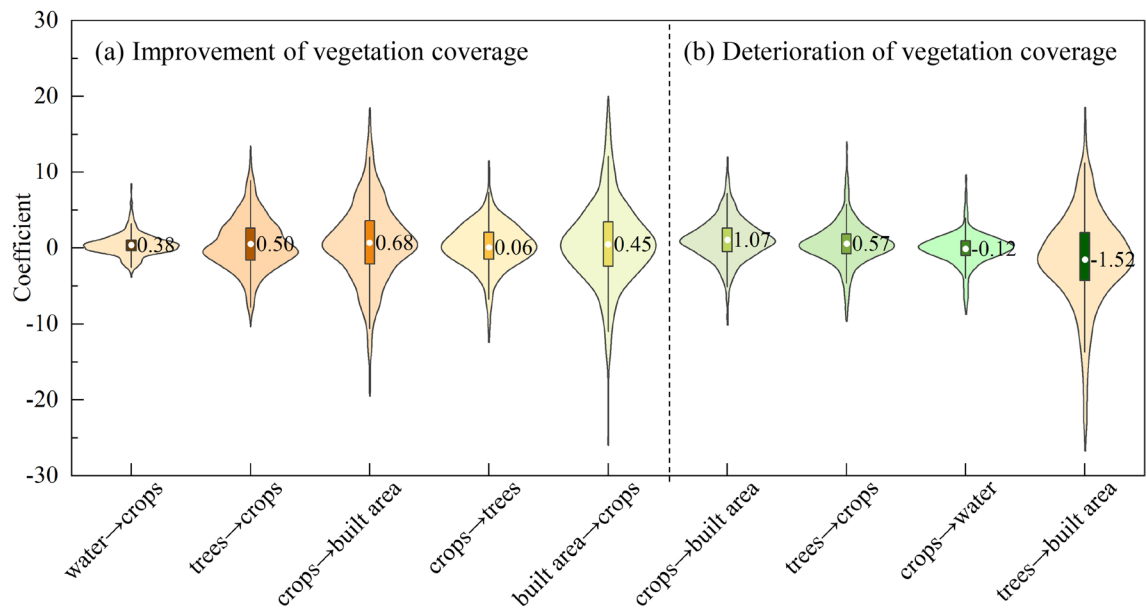 30
20
10
0
-10
-20
-30
Coefficient
(a) Improvement of vegetation coverage
(b) Deterioration of vegetation coverage
0.38
0.50
0.68
0.06
0.45
1.07
0.57
-0.12
-1.52
water→crops
trees→crops
crops→built area
crops→trees
built area→crops
crops→built area
trees→crops
crops→water
trees→built area